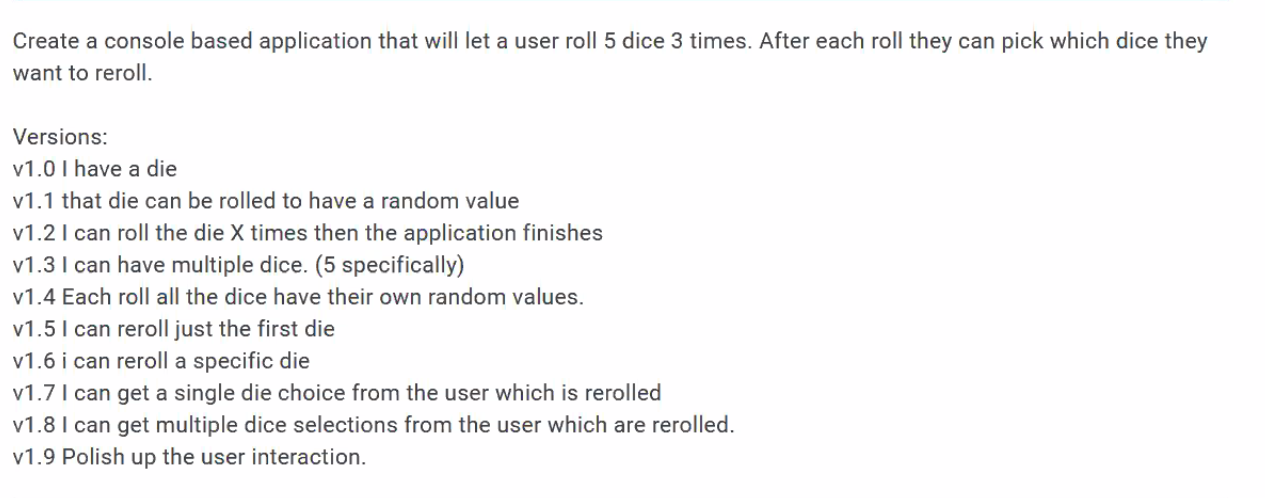 Create a console based application that will let a user roll 5 dice 3 times. After each roll they can pick which dice they
want to reroll.
Versions:
v1.0 I have a die
v1.1 that die can be rolled to have a random value
v1.2 I can roll the die X times then the application finishes
v1.3 I can have multiple dice. (5 specifically)
v1.4 Each roll all the dice have their own random values.
v1.5 I can reroll just the first die
v1.6 i can reroll a specific die
v1.7 I can get a single die choice from the user which is rerolled
v1.8 I can get multiple dice selections from the user which are rerolled.
v1.9 Polish up the user interaction.